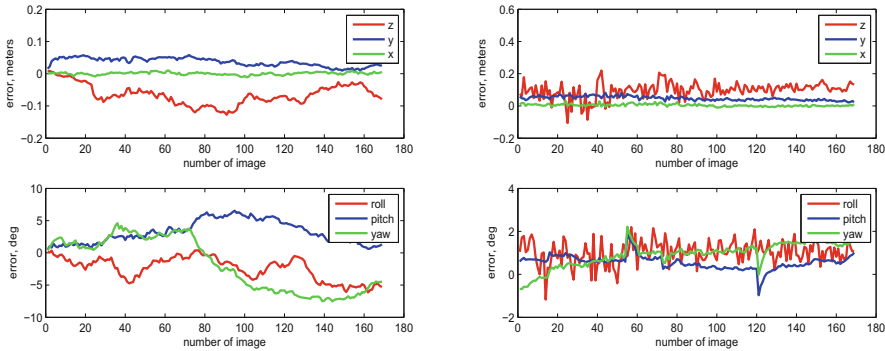 0.2
0.1
0
-0.1
-0.2
error, meters
0 20 40 60 80 100 120 140 160 180
number of image
z
y
x
0.6
0.4
0.2
0
-0.2
error, meters
0 20 40 60 80 100 120 140 160 180
number of image
z
y
x
10
5
0
-5
-10
error, deg
0 20 40 60 80 100 120 140 160 180
number of image
roll
pitch
yaw
4
2
0
-2
error, deg
0 20 40 60 80 100 120 140 160 180
number of image
roll
pitch
yaw